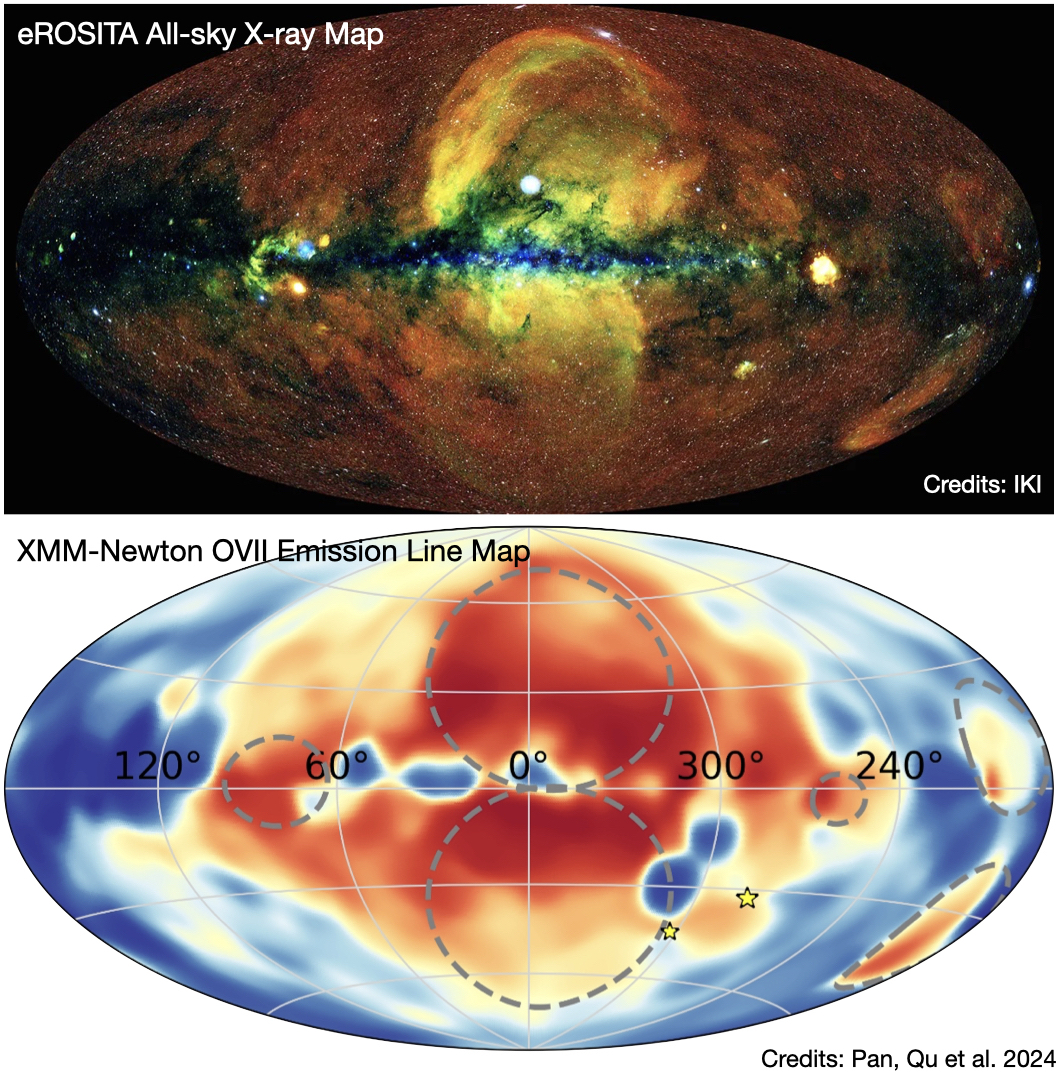 eROSITA All-sky X-ray Map
Credits: IKI
XMM-Newton OVII Emission Line Map
120° 60° 0° 300° 240°
Credits: Pan, Qu et al. 2024